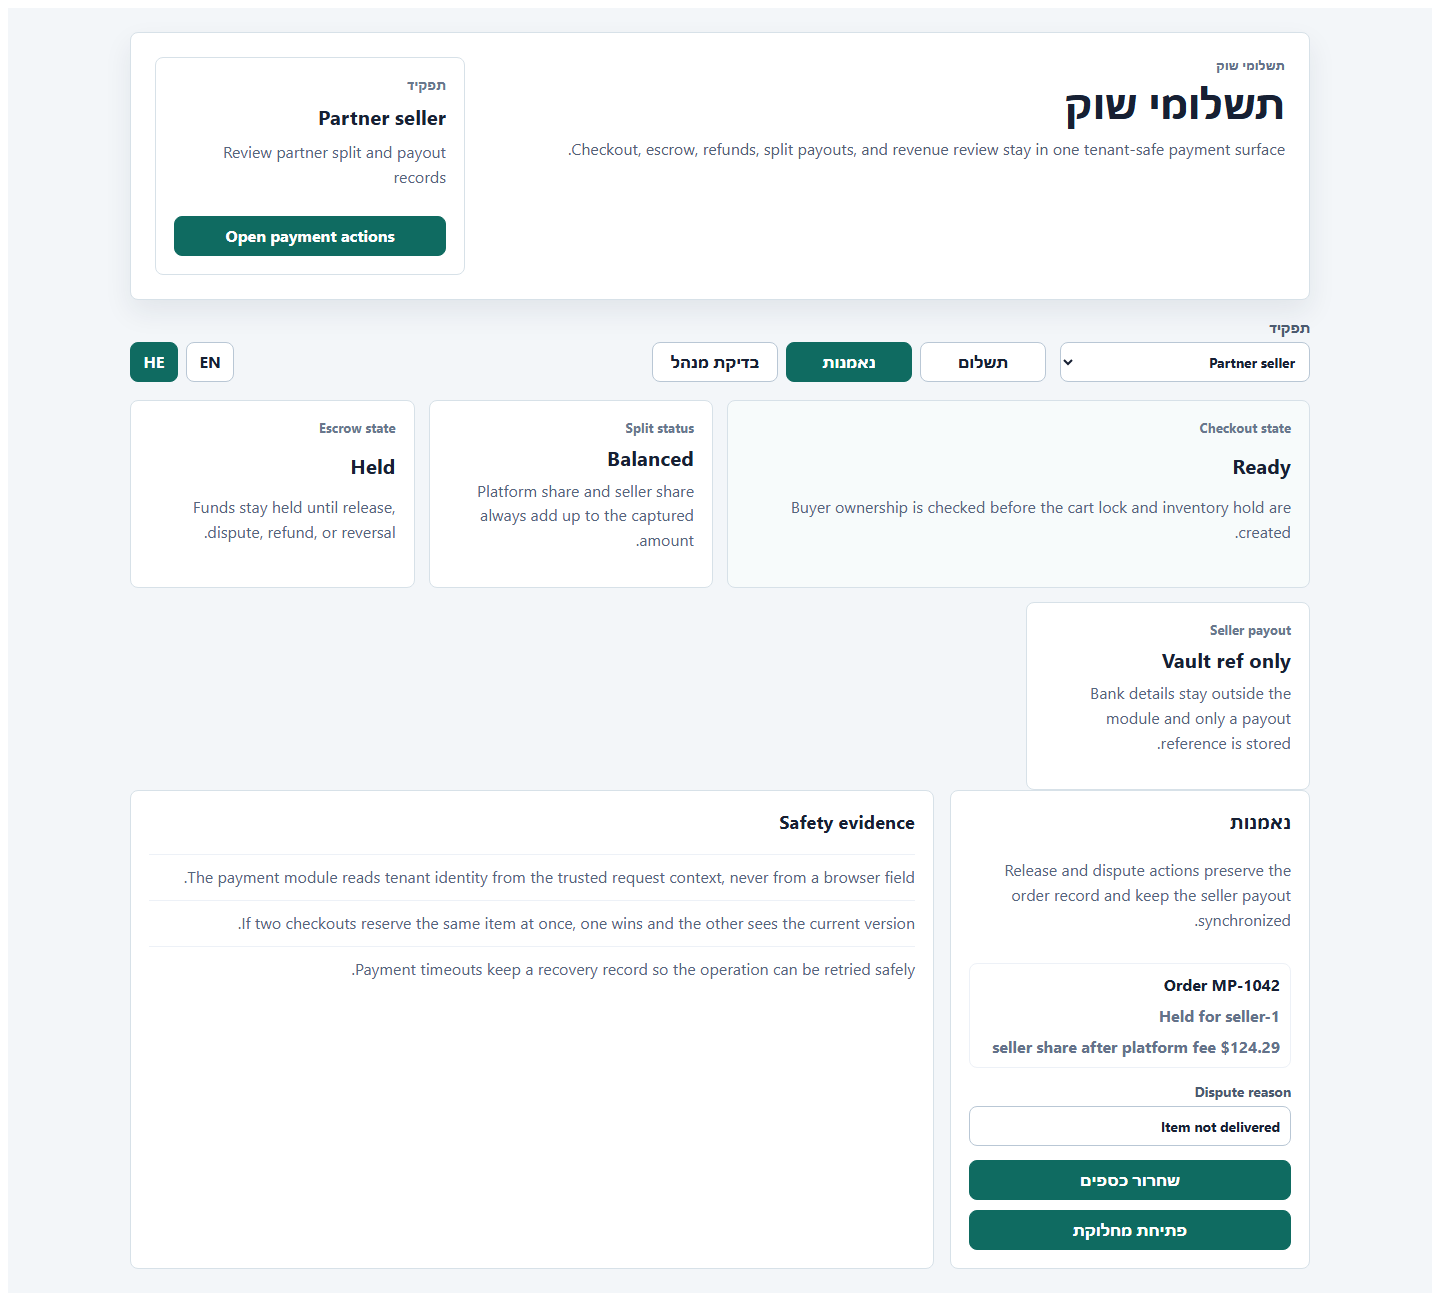 תשלומי שוק
תשלומי שוק
Checkout, escrow, refunds, split payouts, and revenue review stay in one tenant-safe payment surface.
תפקיד
Partner seller
Review partner split and payout
records
Open payment actions
תפקיד
Partner seller
תשלום
נאמנות
בדיקת מנהל
EN
HE
Checkout state
Ready
Buyer ownership is checked before the cart lock and inventory hold are
created.
Split status
Balanced
Platform share and seller share
always add up to the captured
amount.
Escrow state
Held
Funds stay held until release,
dispute, refund, or reversal.
Seller payout
Vault ref only
Bank details stay outside the
module and only a payout
reference is stored.
נאמנות
Release and dispute actions preserve the
order record and keep the seller payout
synchronized.
Order MP-1042
Held for seller-1
seller share after platform fee $124.29
Dispute reason
Item not delivered
שחרור כספים
פתיחת מחלוקת
Safety evidence
The payment module reads tenant identity from the trusted request context, never from a browser field.
If two checkouts reserve the same item at once, one wins and the other sees the current version.
Payment timeouts keep a recovery record so the operation can be retried safely.